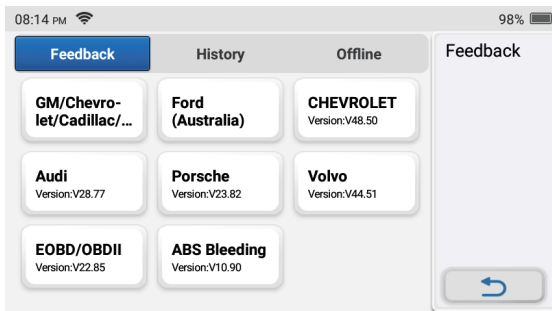 08:14 PM
98%
Feedback
History
Offline
Feedback
GM/Chevro-
let/Cadillac/...
Ford
(Australia)
CHEVROLET
Version:V48.50
Audi
Version:V28.77
Porsche
Version:V23.82
Volvo
Version:V44.51
EOBD/OBDII
Version:V22.85
ABS Bleeding
Version:V10.90